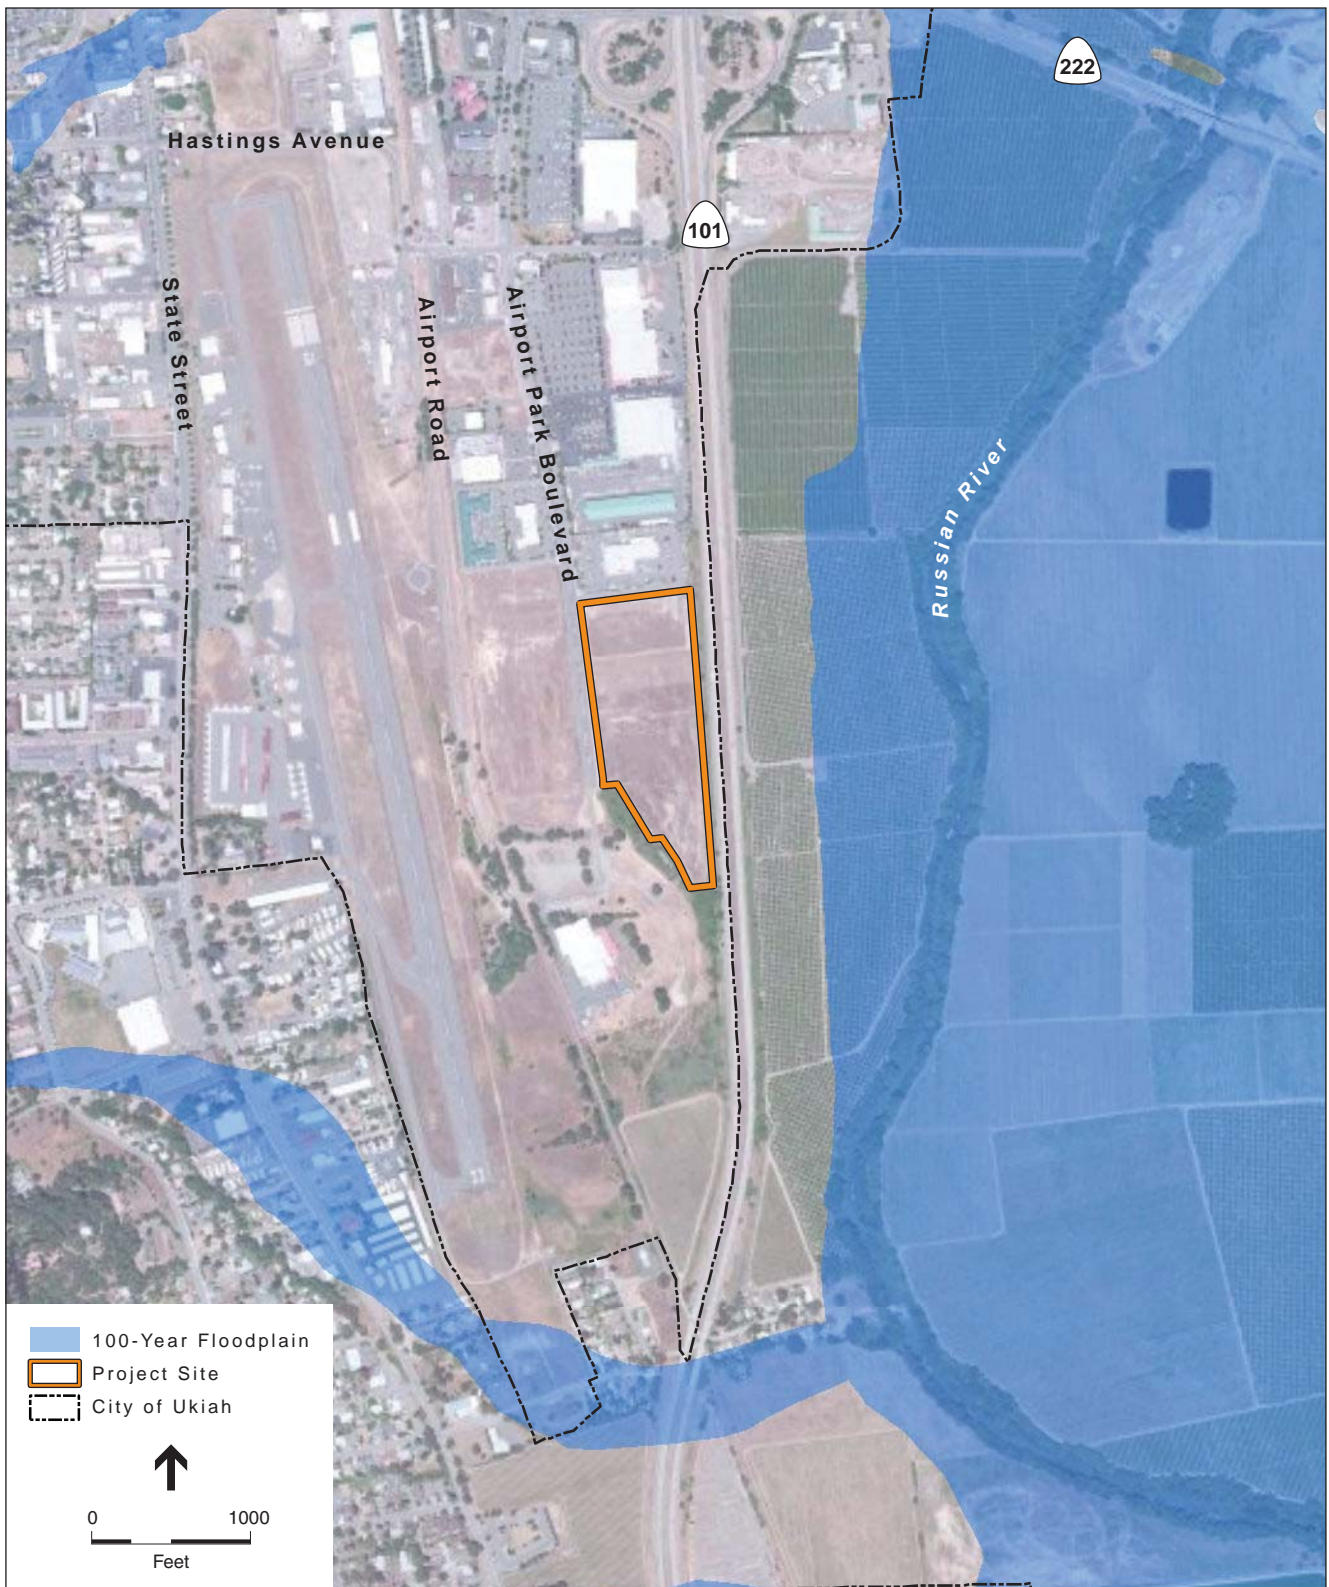 222
Hastings Avenue
101
State Street
Airport Road
Airport Park Boulevard
Russian River
100-Year Floodplain
Project Site
City of Ukiah
0 1000
Feet